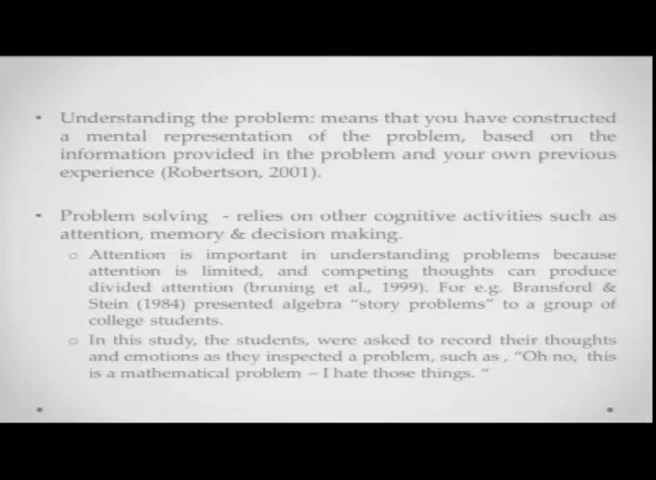 • Understanding the problem: means that you have constructed
a mental representation of the problem, based on the
information provided in the problem and your own previous
experience (Robertson, 2001).
• Problem solving - relies on other cognitive activities such as
attention, memory & decision making.
o Attention is important in understanding problems because
attention is limited, and competing thoughts can produce
divided attention (bruning et al., 1999). For e.g. Bransford &
Stein (1984) presented algebra “story problems” to a group of
college students.
o In this study, the students, were asked to record their thoughts
and emotions as they inspected a problem, such as , “Oh no, this
is a mathematical problem – I hate those things. “